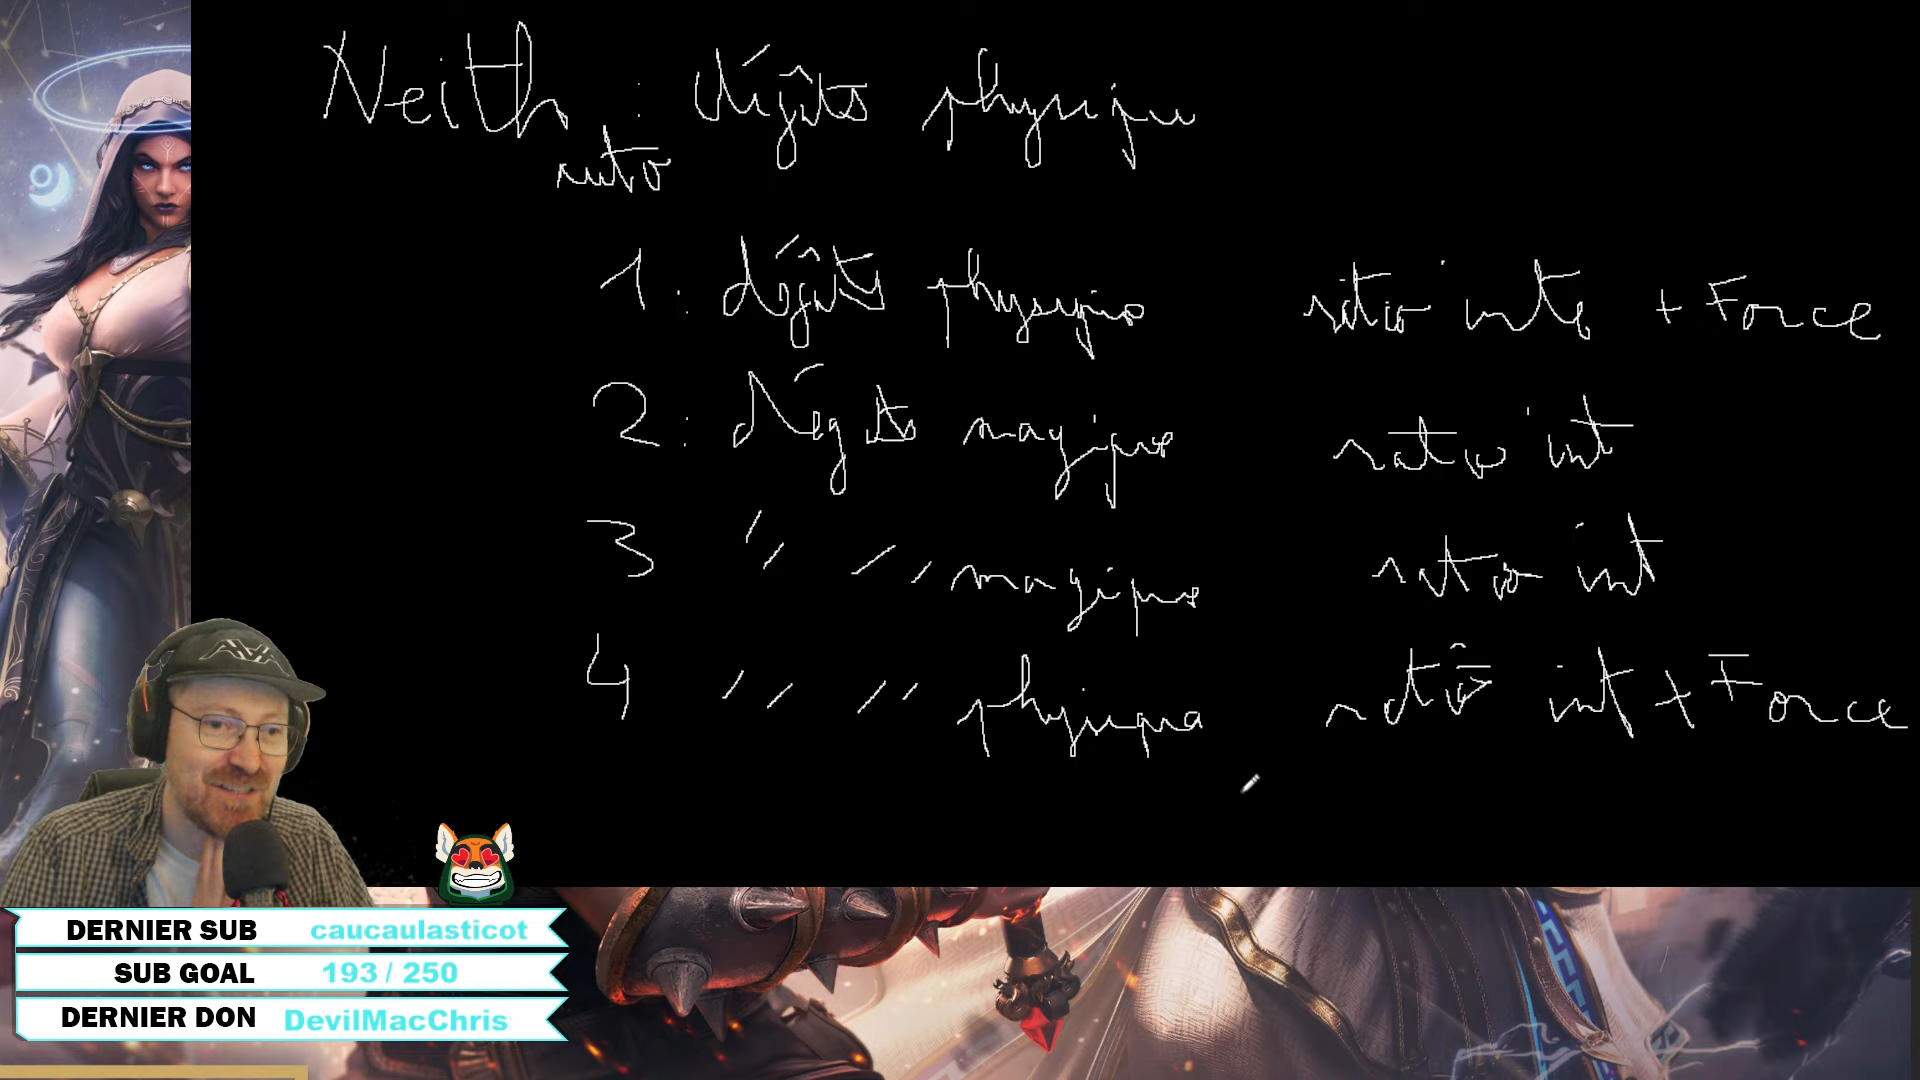 Neith : dégâts physique
auto
1 : dégâts physique ratio inte + Force
2 : Dégâts magique ratio int
3 " " magique ratio int
4 " " physique ratio int + Force
DERNIER SUB caucaulasticot
SUB GOAL 193 / 250
DERNIER DON DevilMacChris